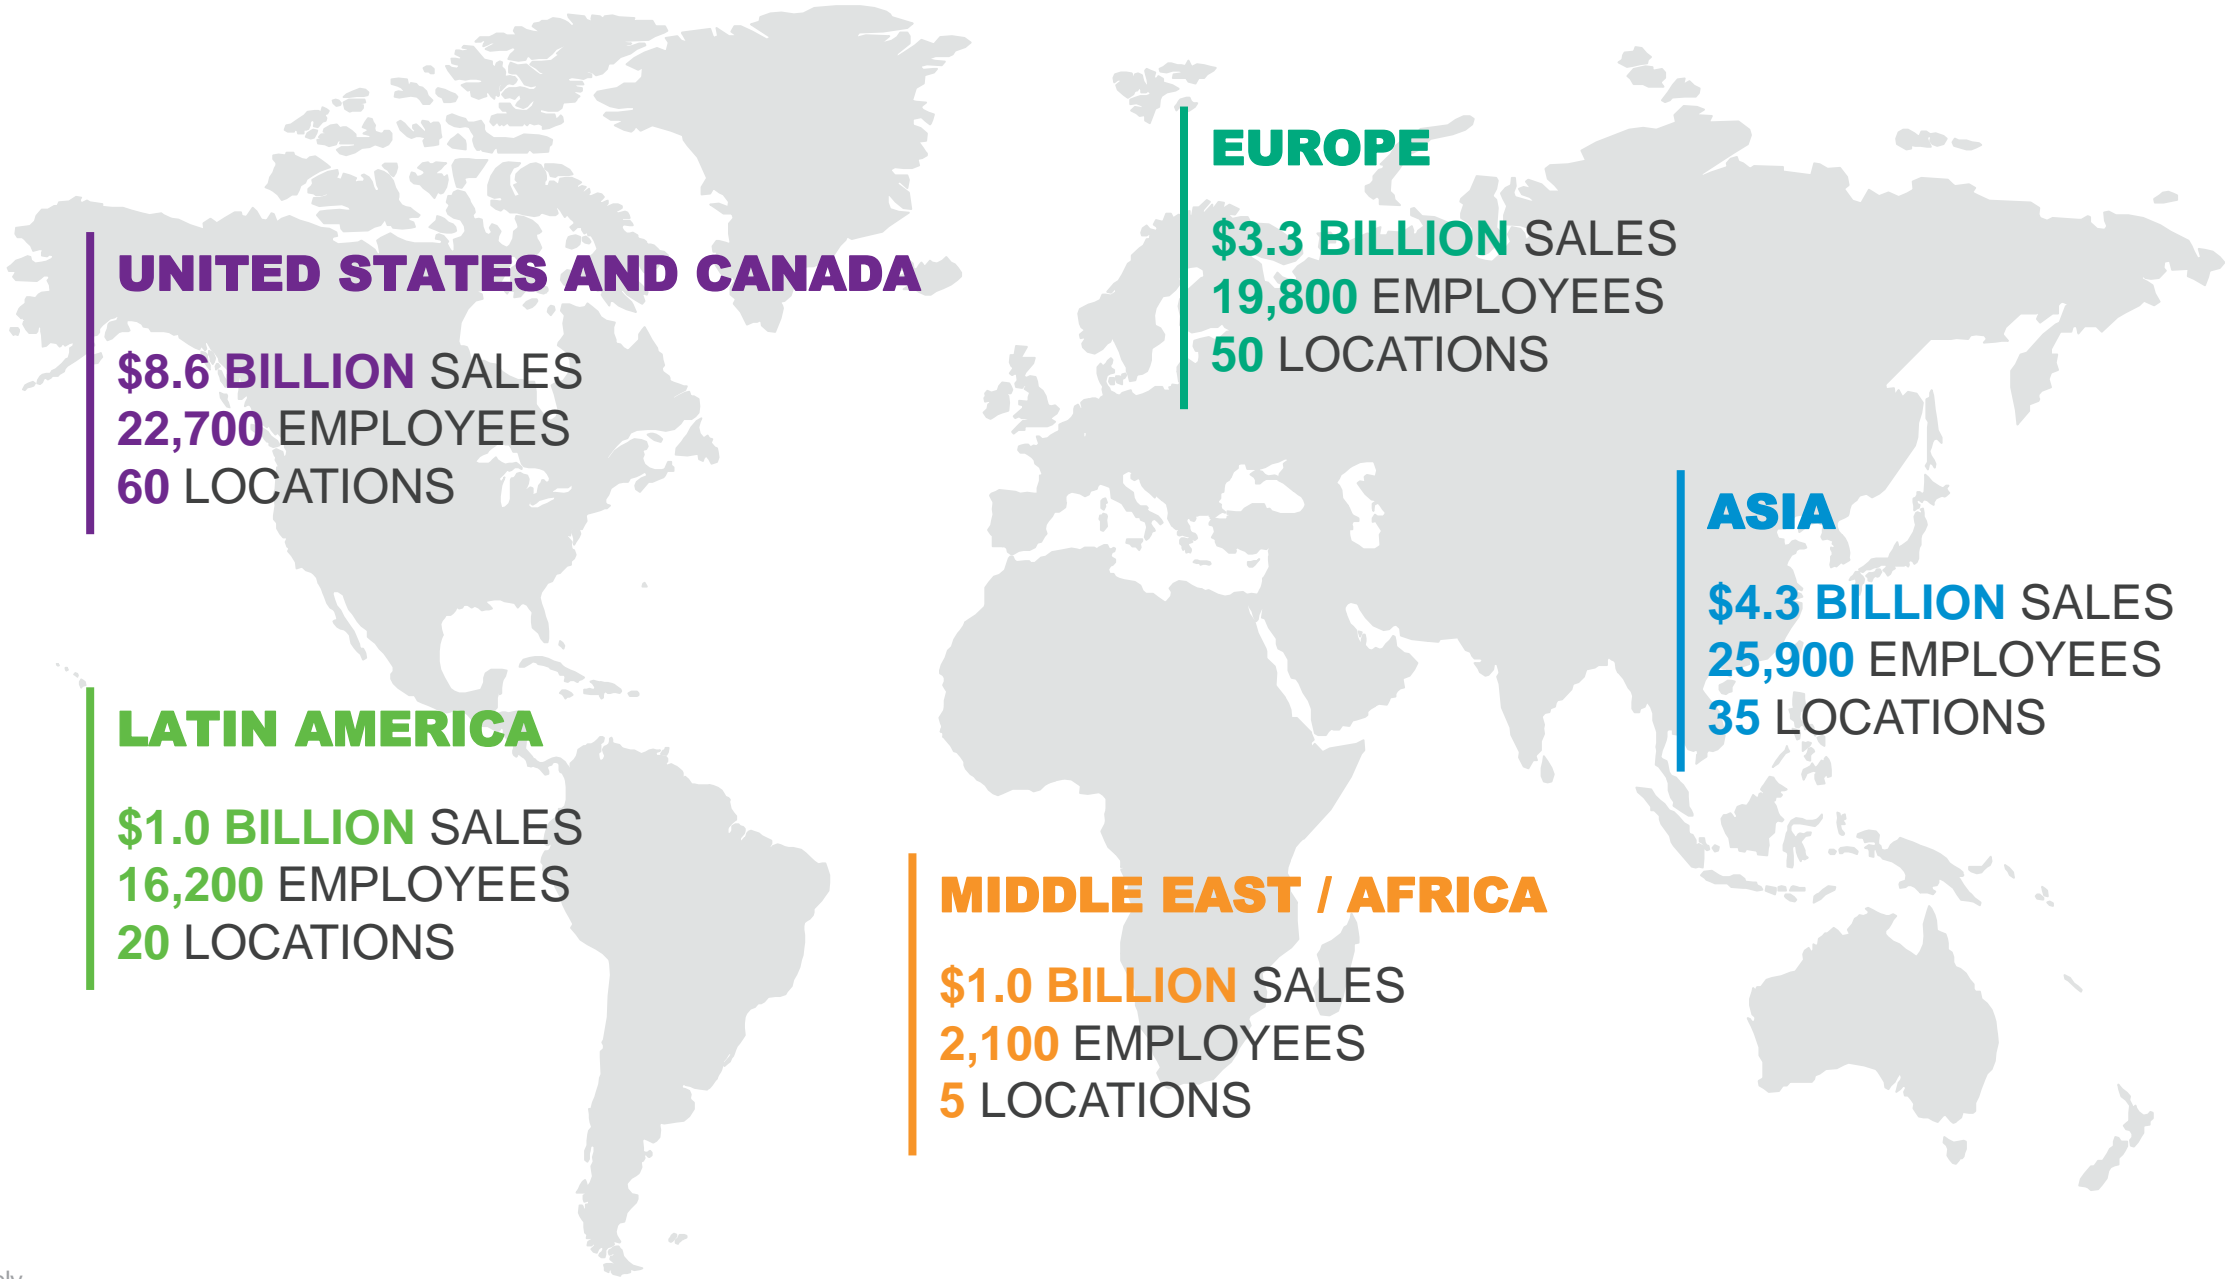 EUROPE
$3.3 BILLION SALES
19,800 EMPLOYEES
50 LOCATIONS
UNITED STATES AND CANADA
$8.6 BILLION SALES
22,700 EMPLOYEES
60 LOCATIONS
ASIA
$4.3 BILLION SALES
25,900 EMPLOYEES
35 LOCATIONS
LATIN AMERICA
$1.0 BILLION SALES
16,200 EMPLOYEES
20 LOCATIONS
MIDDLE EAST / AFRICA
$1.0 BILLION SALES
2,100 EMPLOYEES
5 LOCATIONS